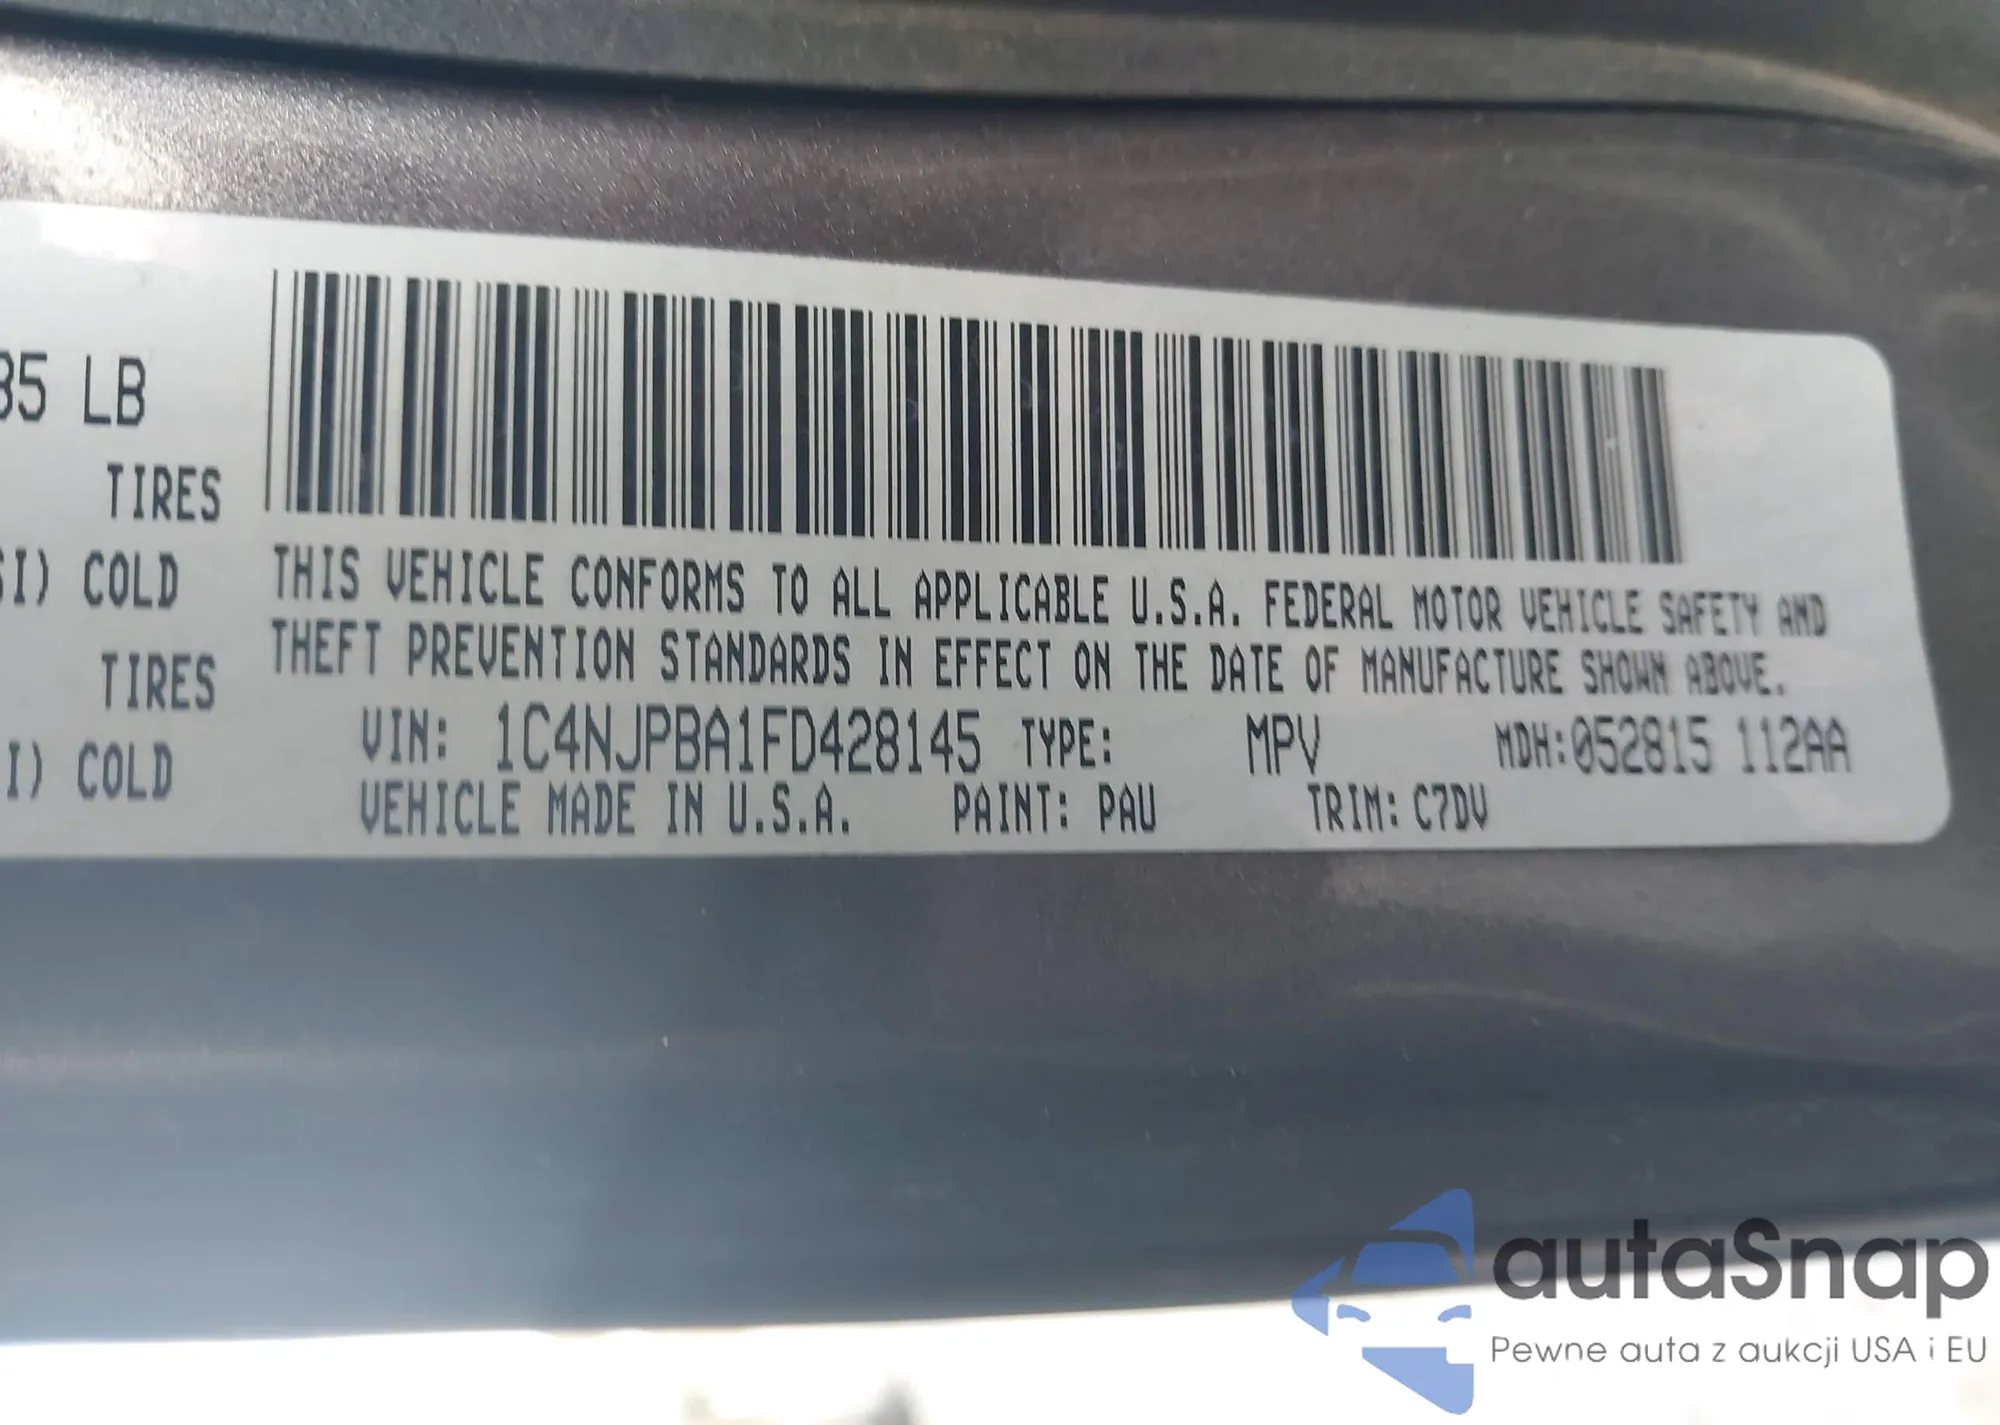 85 LB
TIRES
SI) COLD
TIRES
I) COLD
THIS VEHICLE CONFORMS TO ALL APPLICABLE U.S.A. FEDERAL MOTOR VEHICLE SAFETY AND
THEFT PREVENTION STANDARDS IN EFFECT ON THE DATE OF MANUFACTURE SHOWN ABOVE.
VIN: 1C4NJPBA1FD428145 TYPE: MPV MDH:052815 112AA
VEHICLE MADE IN U.S.A. PAINT: PAU TRIM: C7DV
autaSnap
Pewne auta z aukcji USA i EU